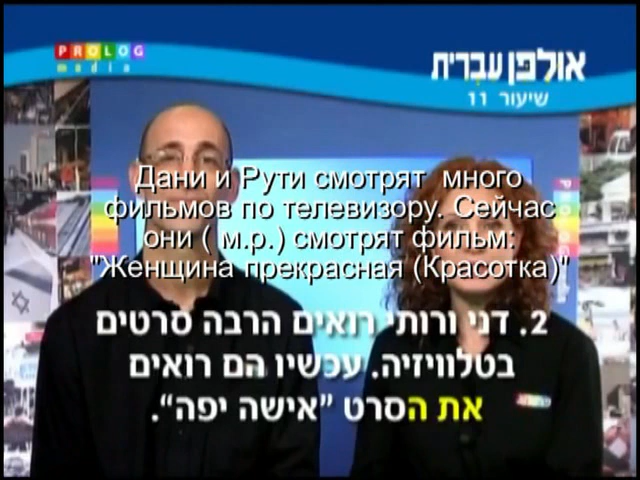 PROLOG
media
אולפן עברית
שיעור 11
Дани и Рути смотрят много
фильмов по телевизору. Сейчас
они ( м.р.) смотрят фильм:
"Женщина прекрасная (Красотка)"
2. דני ורותי רואים הרבה סרטים
בטלוויזיה. עכשיו הם רואים
את הסרט "אישה יפה".